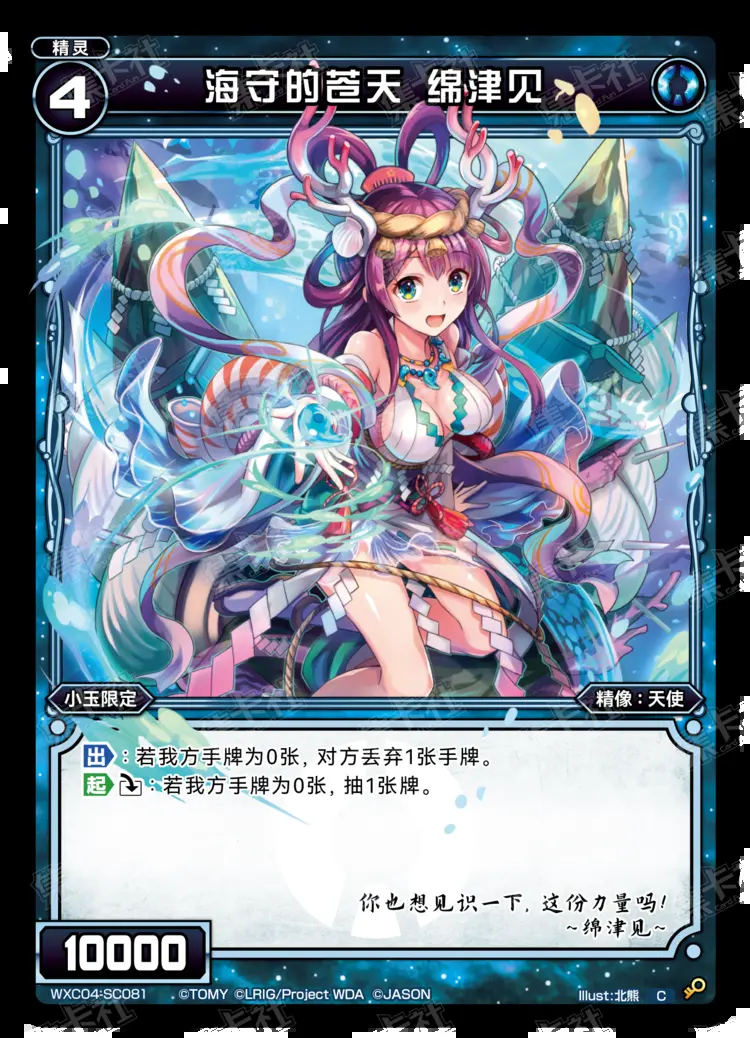 精灵
4
海守的苍天 绵津见
小玉限定
精像：天使
出：若我方手牌为0张，对方丢弃1张手牌。
起：若我方手牌为0张，抽1张牌。
你也想见识一下，这份力量吗！
~绵津见~
10000
WXC04-SC081 ©TOMY ©LRIG/Project WDA ©JASON Illust:北熊 C
集卡社